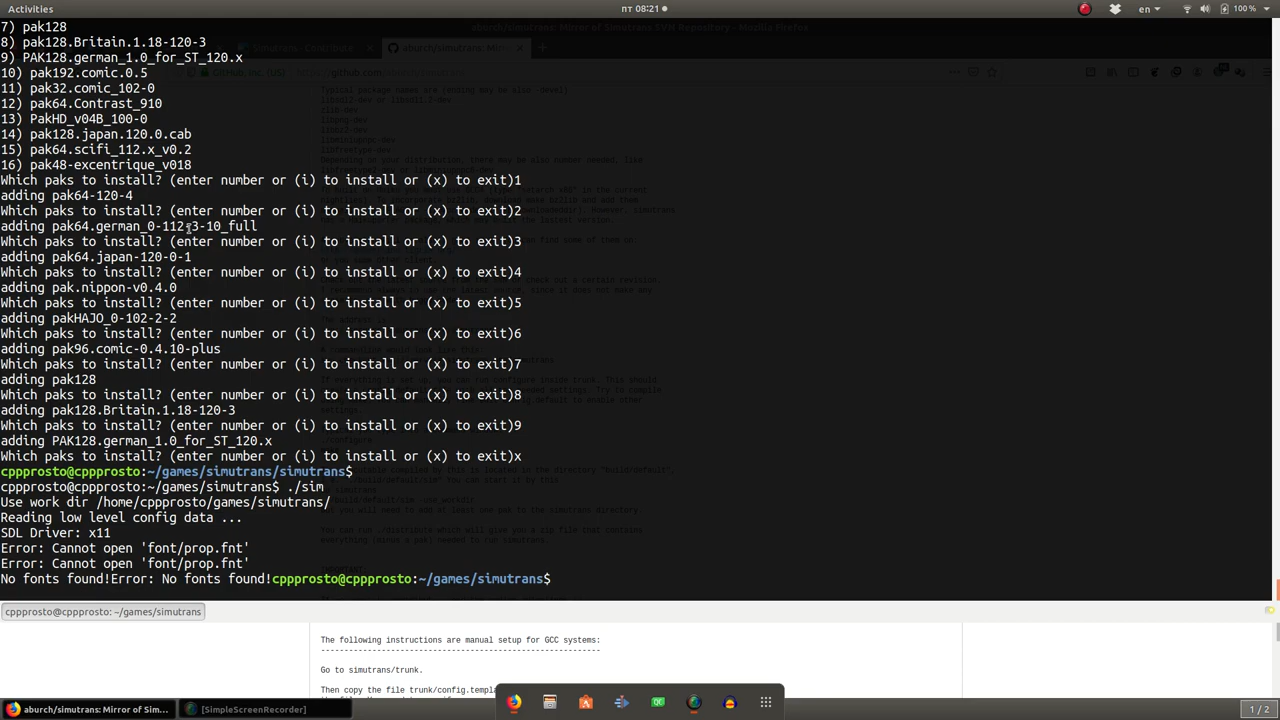 Activities
пт 08:21
en
100 %
7) pak128
8) pak128.Britain.1.18-120-3
9) PAK128.german_1.0_for_ST_120.x
10) pak192.comic.0.5
11) pak32.comic_102-0
12) pak64.Contrast_910
13) PakHD_v04B_100-0
14) pak128.japan.120.0.cab
15) pak64.scifi_112.x_v0.2
16) pak48-excentrique_v018
Which paks to install? (enter number or (i) to install or (x) to exit)1
adding pak64-120-4
Which paks to install? (enter number or (i) to install or (x) to exit)2
adding pak64.german_0-112-3-10_full
Which paks to install? (enter number or (i) to install or (x) to exit)3
adding pak64.japan-120-0-1
Which paks to install? (enter number or (i) to install or (x) to exit)4
adding pak.nippon-v0.4.0
Which paks to install? (enter number or (i) to install or (x) to exit)5
adding pakHAJO_0-102-2-2
Which paks to install? (enter number or (i) to install or (x) to exit)6
adding pak96.comic-0.4.10-plus
Which paks to install? (enter number or (i) to install or (x) to exit)7
adding pak128
Which paks to install? (enter number or (i) to install or (x) to exit)8
adding pak128.Britain.1.18-120-3
Which paks to install? (enter number or (i) to install or (x) to exit)9
adding PAK128.german_1.0_for_ST_120.x
Which paks to install? (enter number or (i) to install or (x) to exit)x
cppprosto@cppprosto:~/games/simutrans/simutrans$
cppprosto@cppprosto:~/games/simutrans$ ./sim
Use work dir /home/cppprosto/games/simutrans/
Reading low level config data ...
SDL Driver: x11
Error: Cannot open 'font/prop.fnt'
Error: Cannot open 'font/prop.fnt'
No fonts found!Error: No fonts found!cppprosto@cppprosto:~/games/simutrans$
cppprosto@cppprosto: ~/games/simutrans
The following instructions are manual setup for GCC systems:
------------------------------------------------------------
Go to simutrans/trunk.
Then copy the file trunk/config.templa
aburch/simutrans: Mirror of Sim...
[SimpleScreenRecorder]
1 / 2